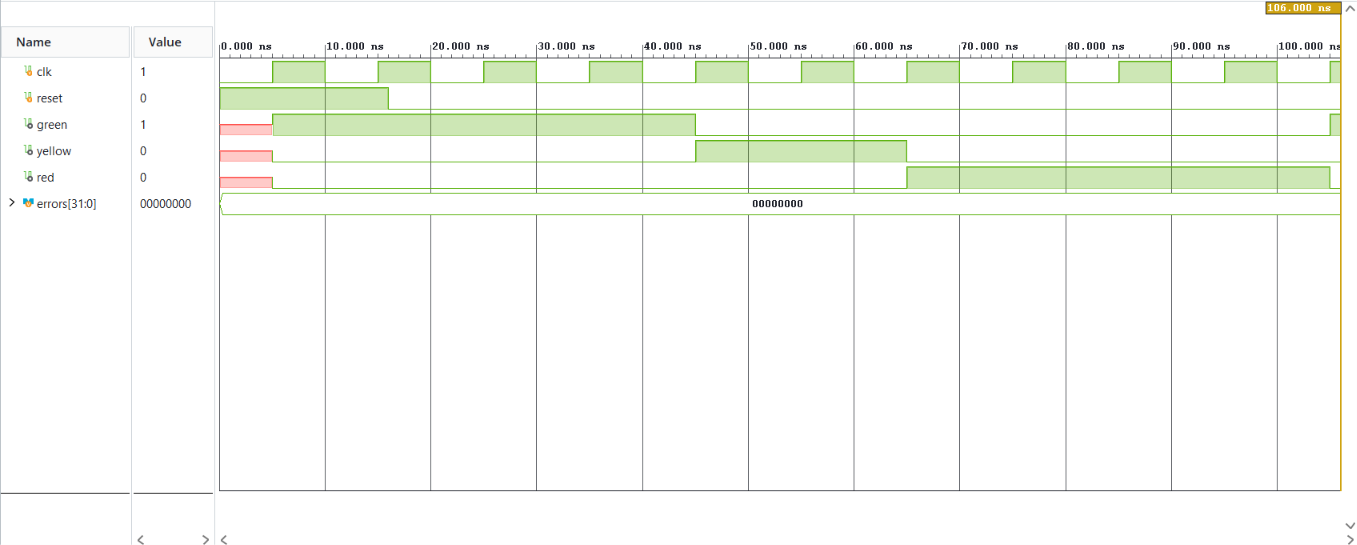 106.000 ns
Name Value
0.000 ns 10.000 ns 20.000 ns 30.000 ns 40.000 ns 50.000 ns 60.000 ns 70.000 ns 80.000 ns 90.000 ns 100.000 ns
clk 1
reset 0
green 1
yellow 0
red 0
errors[31:0] 00000000 00000000